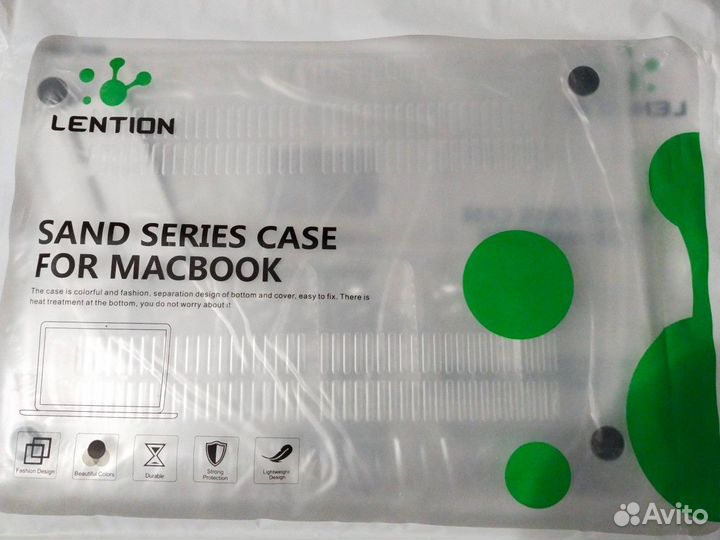 LENTION
LENTION
SAND SERIES CASE
FOR MACBOOK
The case is colorful and fashion, separation design of bottom and cover, easy to fix. There is
heat treatment at the bottom, you do not worry about it
Fashion Design
Beautiful Colors
Durable
Strong
Protection
Lightweight
Design
Avito